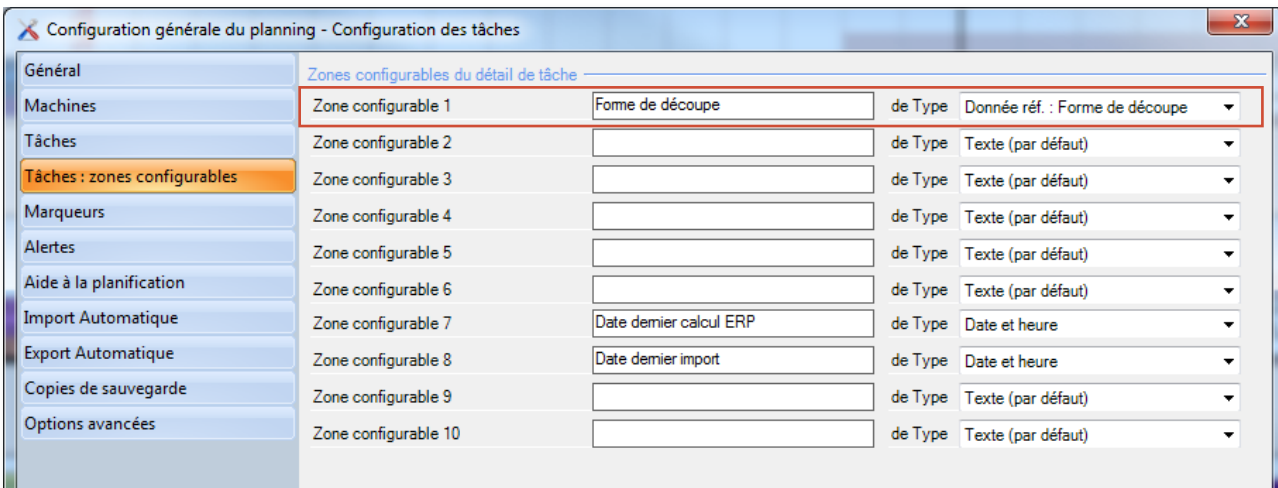 Configuration générale du planning - Configuration des tâches
Général
Machines
Tâches
Tâches : zones configurables
Marqueurs
Alertes
Aide à la planification
Import Automatique
Export Automatique
Copies de sauvegarde
Options avancées
Zones configurables du détail de tâche
Zone configurable 1 Forme de découpe de Type Donnée réf. : Forme de découpe
Zone configurable 2 de Type Texte (par défaut)
Zone configurable 3 de Type Texte (par défaut)
Zone configurable 4 de Type Texte (par défaut)
Zone configurable 5 de Type Texte (par défaut)
Zone configurable 6 de Type Texte (par défaut)
Zone configurable 7 Date dernier calcul ERP de Type Date et heure
Zone configurable 8 Date dernier import de Type Date et heure
Zone configurable 9 de Type Texte (par défaut)
Zone configurable 10 de Type Texte (par défaut)